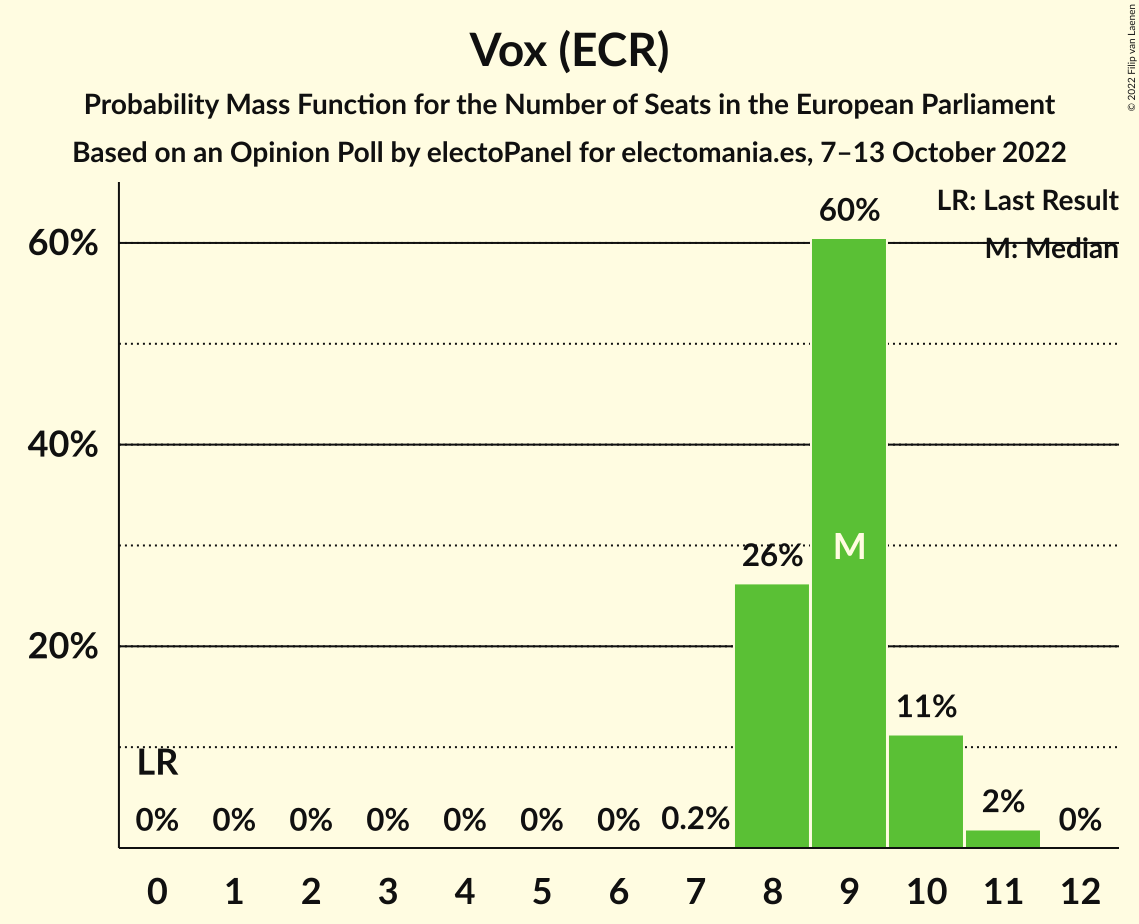 Vox (ECR)
Probability Mass Function for the Number of Seats in the European Parliament
Based on an Opinion Poll by electoPanel for electomania.es, 7–13 October 2022
© 2022 Filip van Laenen
LR: Last Result
M: Median
60%
40%
20%
LR
0% 0% 0% 0% 0% 0% 0% 0.2% 26% 60% 11% 2% 0%
M
0 1 2 3 4 5 6 7 8 9 10 11 12